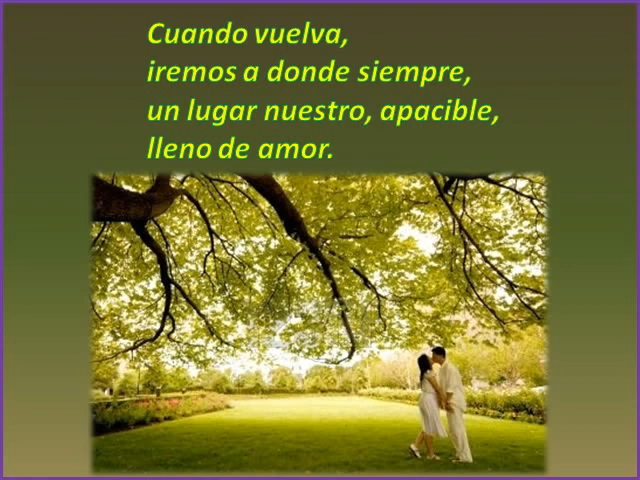 Cuando vuelva,
iremos a donde siempre,
un lugar nuestro, apacible,
lleno de amor.